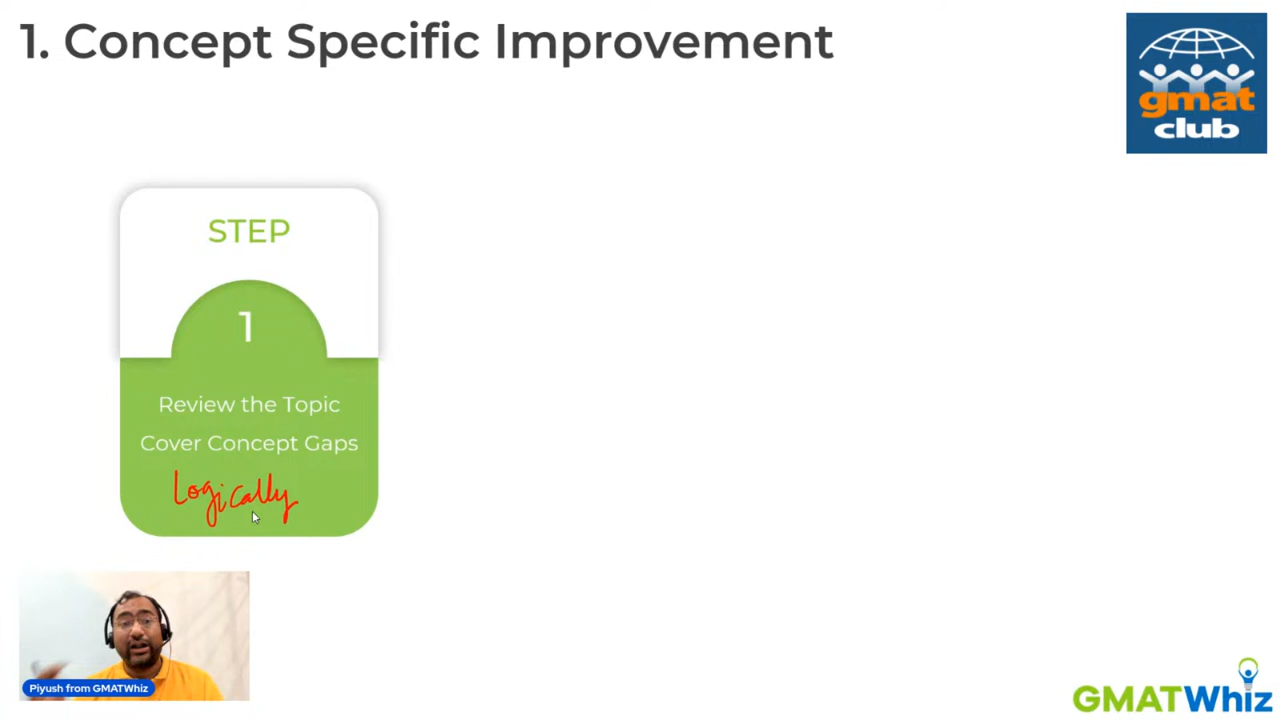 1. Concept Specific Improvement
gmat
club
STEP
1
Review the Topic
Cover Concept Gaps
Logically
Piyush from GMATWhiz
GMATWhiz